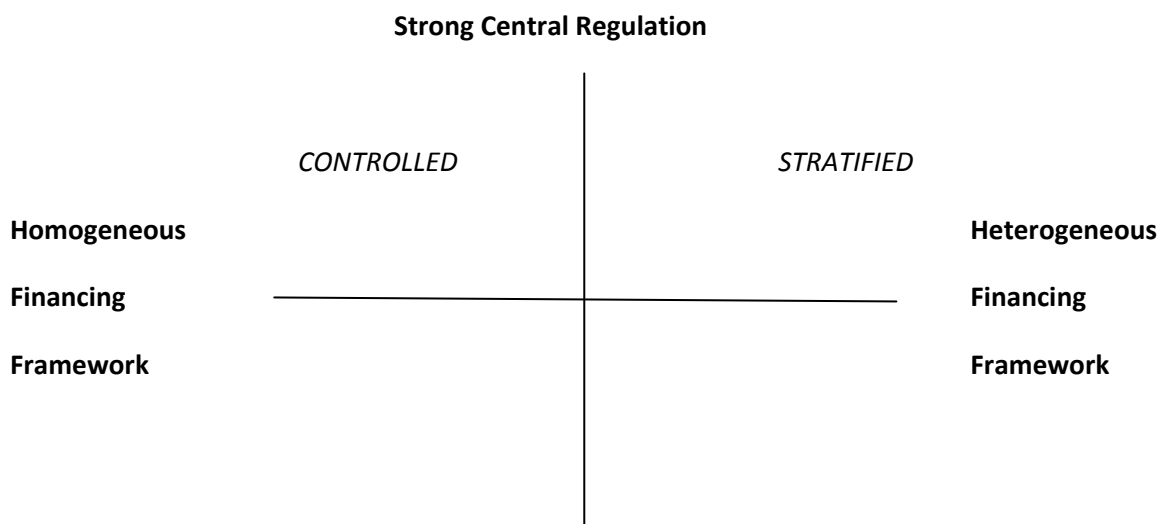 Strong Central Regulation
CONTROLLED STRATIFIED
Homogeneous Heterogeneous
Financing Financing
Framework Framework